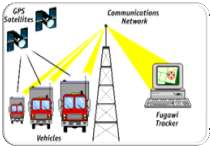 GPS
Satellites
Communications
Network
Vehicles
Fugawi
Tracker